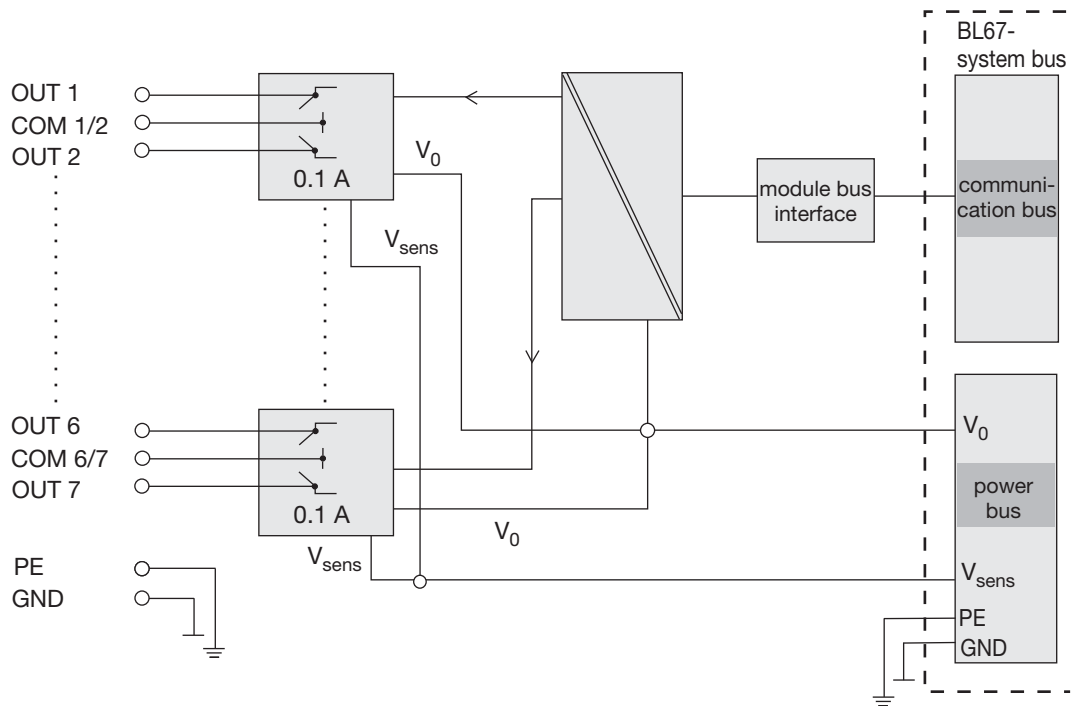 BL67-
system bus
OUT 1
COM 1/2
OUT 2
0.1 A
V0
Vsens
module bus
interface
communi-
cation bus
OUT 6
COM 6/7
OUT 7
0.1 A
V0
Vsens
V0
power
bus
Vsens
PE
GND
PE
GND